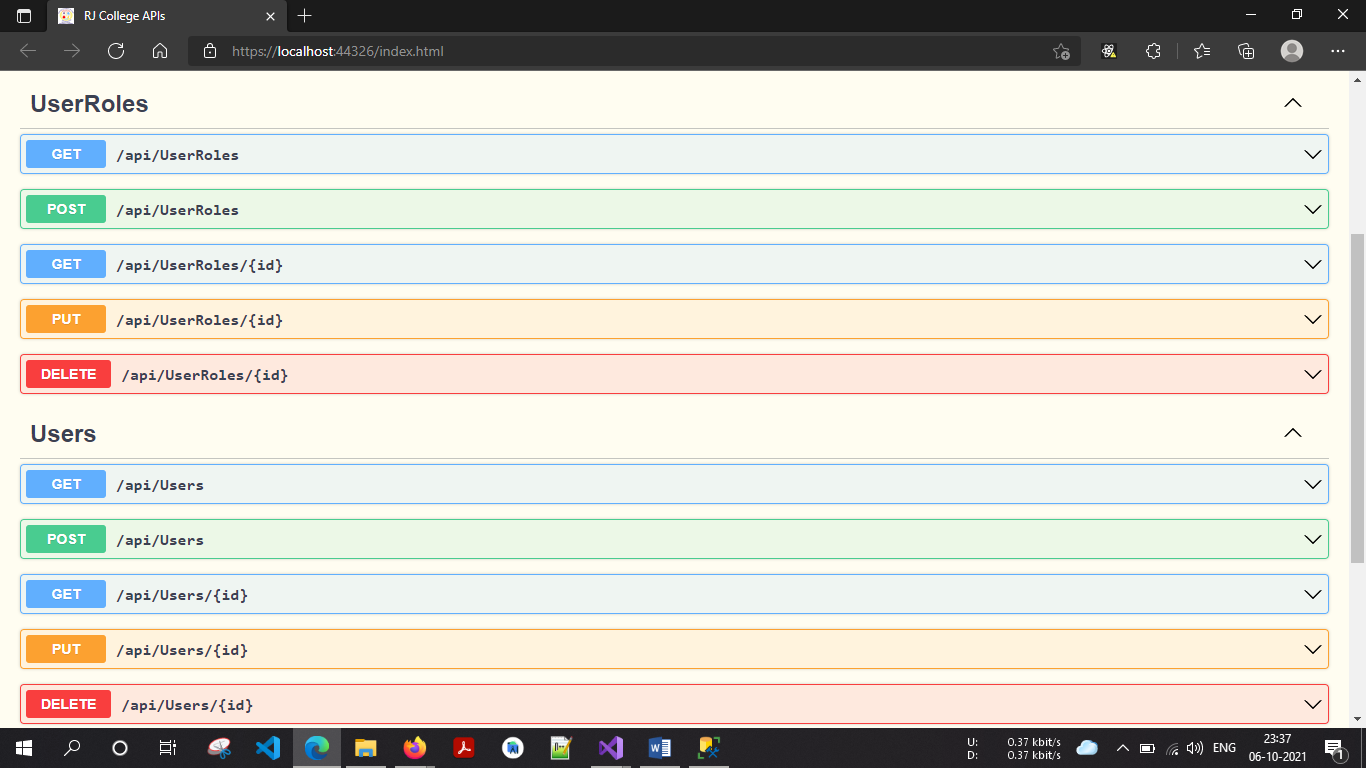 RJ College APIs
https://localhost:44326/index.html
UserRoles
GET /api/UserRoles
POST /api/UserRoles
GET /api/UserRoles/{id}
PUT /api/UserRoles/{id}
DELETE /api/UserRoles/{id}
Users
GET /api/Users
POST /api/Users
GET /api/Users/{id}
PUT /api/Users/{id}
DELETE /api/Users/{id}
U: 0.37 kbit/s
D: 0.37 kbit/s
ENG
23:37
06-10-2021
1